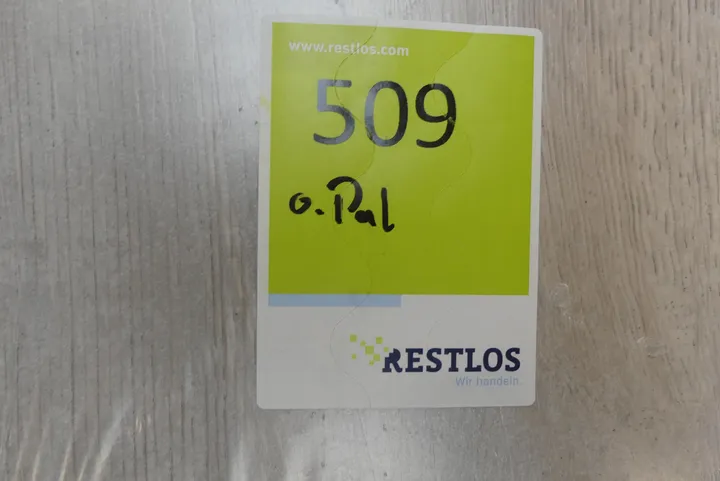 www.restlos.com
509
o. Pal
RESTLOS
Wir handeln.